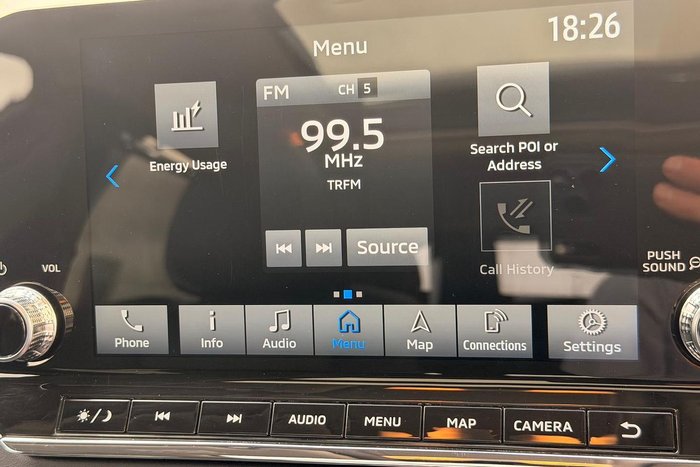 Menu
18:26
FM
CH 5
99.5
MHz
TRFM
Energy Usage
Search POI or
Address
Source
Call History
PUSH
SOUND
VOL
Phone
Info
Audio
Menu
Map
Connections
Settings
AUDIO
MENU
MAP
CAMERA